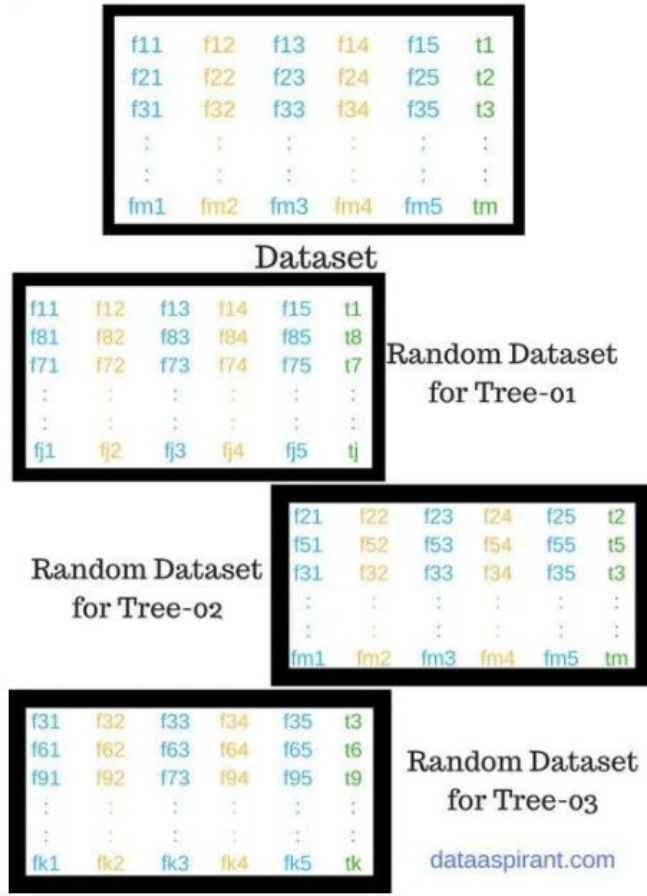 f11 f12 f13 f14 f15 t1
f21 f22 f23 f24 f25 t2
f31 f32 f33 f34 f35 t3
: : : : : :
: : : : : :
fm1 fm2 fm3 fm4 fm5 tm
Dataset
f11 f12 f13 f14 f15 t1
f81 f82 f83 f84 f85 t8
f71 f72 f73 f74 f75 t7
: : : : : :
: : : : : :
fj1 fj2 fj3 fj4 fj5 tj
Random Dataset
for Tree-01
f21 f22 f23 f24 f25 t2
f51 f52 f53 f54 f55 t5
f31 f32 f33 f34 f35 t3
: : : : : :
: : : : : :
fm1 fm2 fm3 fm4 fm5 tm
Random Dataset
for Tree-02
f31 f32 f33 f34 f35 t3
f61 f62 f63 f64 f65 t6
f91 f92 f73 f94 f95 t9
: : : : : :
: : : : : :
fk1 fk2 fk3 fk4 fk5 tk
Random Dataset
for Tree-03
dataaspirant.com